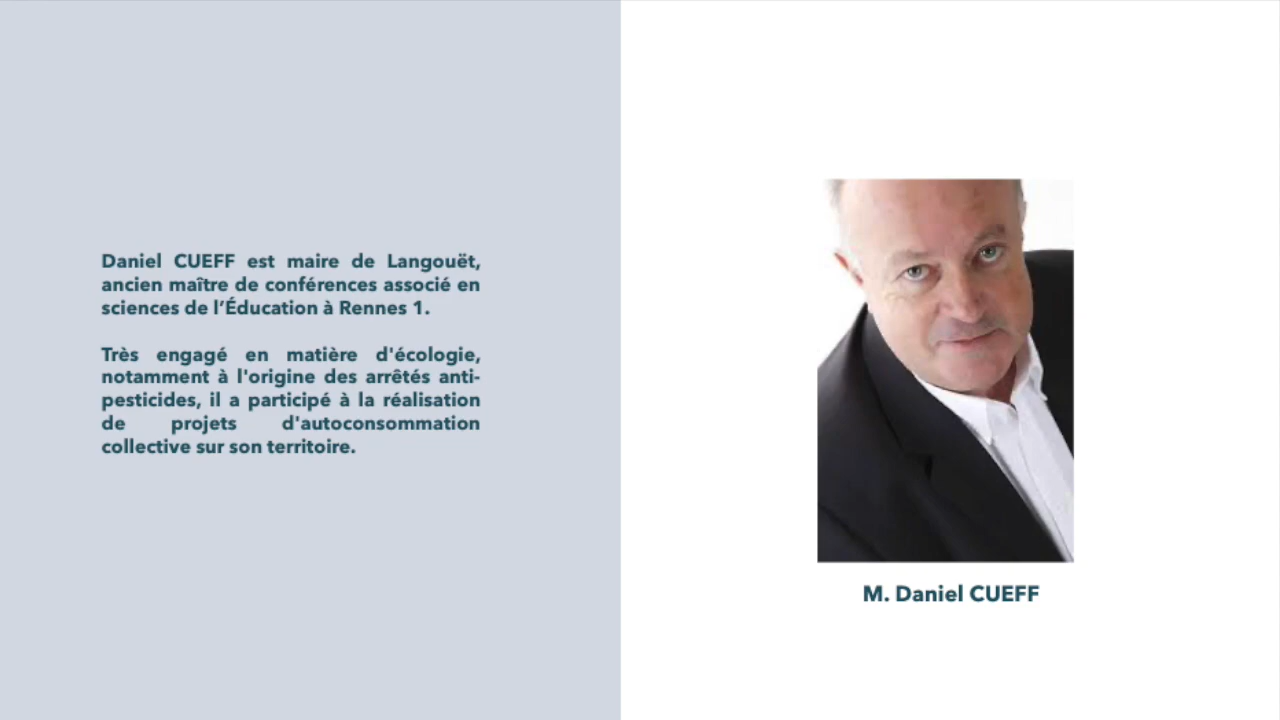 Daniel CUEFF est maire de Langouët,
ancien maître de conférences associé en
sciences de l’Éducation à Rennes 1.
Très engagé en matière d'écologie,
notamment à l'origine des arrêtés anti-
pesticides, il a participé à la réalisation
de projets d'autoconsommation
collective sur son territoire.
M. Daniel CUEFF